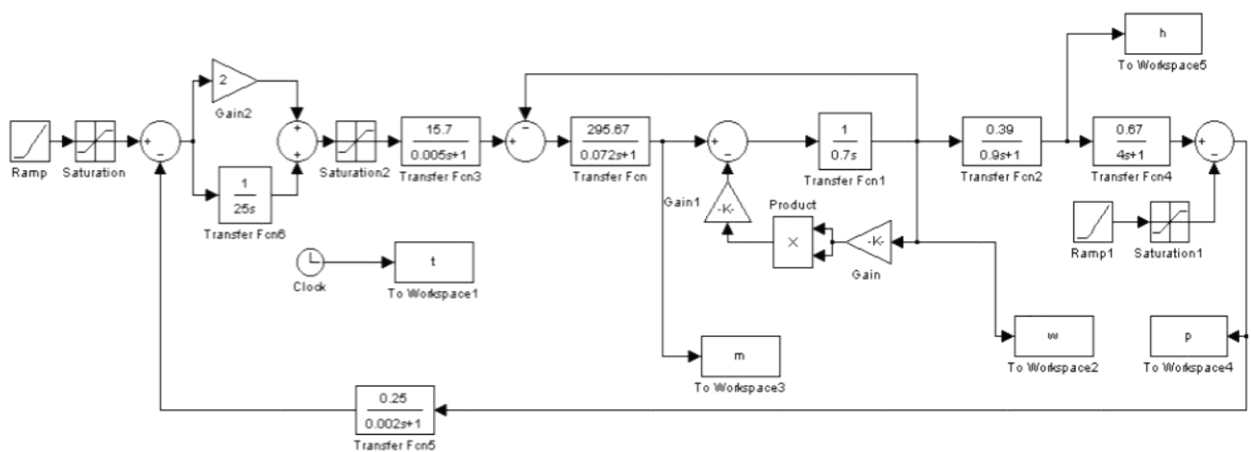 h
To Workspace5
2
Gain2
Ramp
Saturation
+
−
+
+
Saturation2
15.7
0.005s+1
Transfer Fcn3
−
+
295.67
0.072s+1
Transfer Fcn
+
−
1
0.7s
Transfer Fcn1
0.39
0.9s+1
Transfer Fcn2
0.67
4s+1
Transfer Fcn4
+
−
1
25s
Transfer Fcn6
Gain1
-K-
Product
×
-K-
Gain
Ramp1
Saturation1
Clock
t
To Workspace1
m
To Workspace3
w
To Workspace2
p
To Workspace4
0.25
0.002s+1
Transfer Fcn5